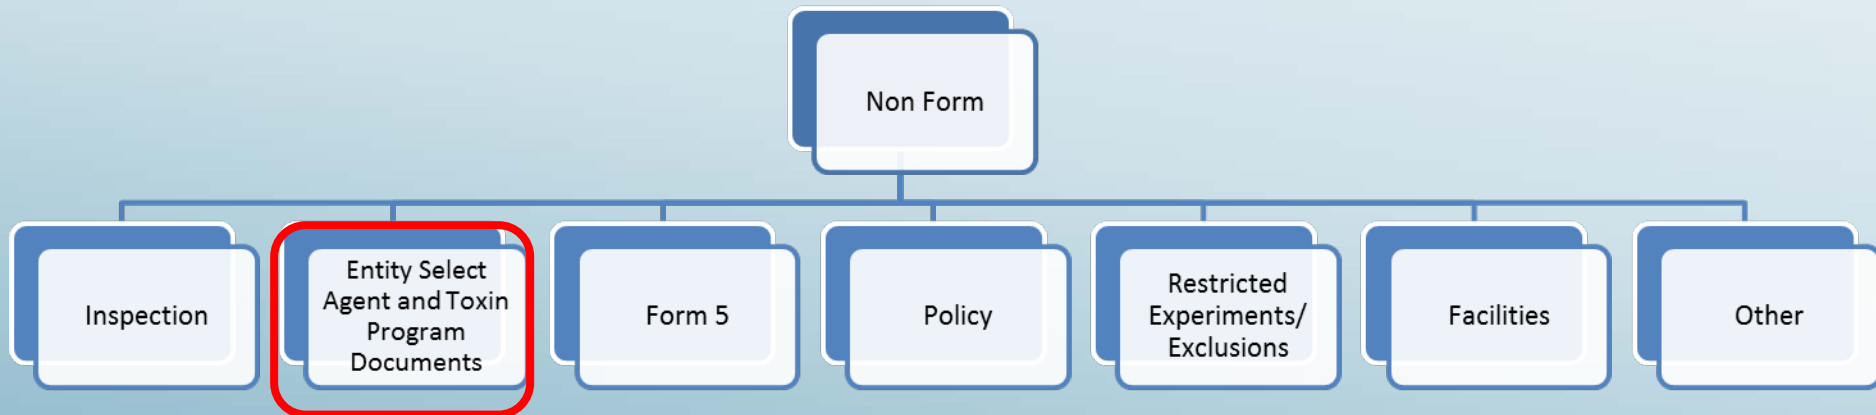 Non Form
Inspection
Entity Select
Agent and Toxin
Program
Documents
Form 5
Policy
Restricted
Experiments/
Exclusions
Facilities
Other